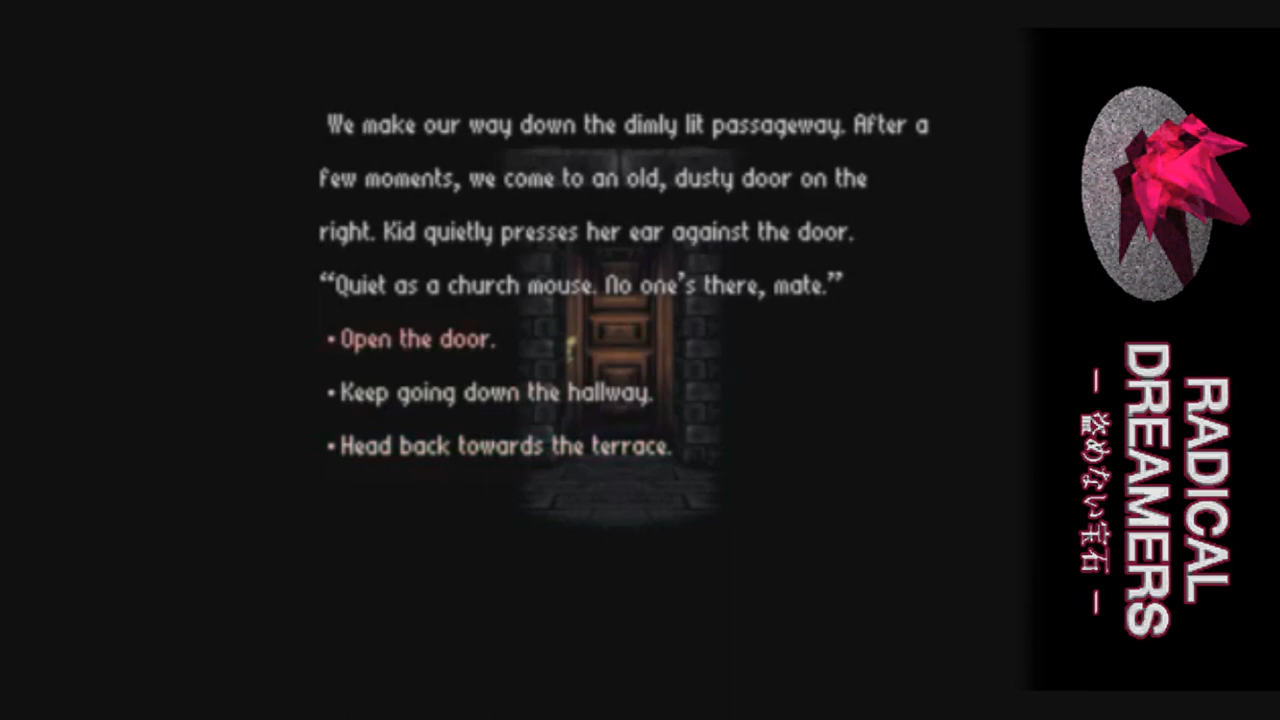 We make our way down the dimly lit passageway. After a
few moments, we come to an old, dusty door on the
right. Kid quietly presses her ear against the door.
“Quiet as a church mouse. No one’s there, mate.”
•Open the door.
•Keep going down the hallway.
•Head back towards the terrace.
RADICAL
DREAMERS
— 盗めない宝石 —